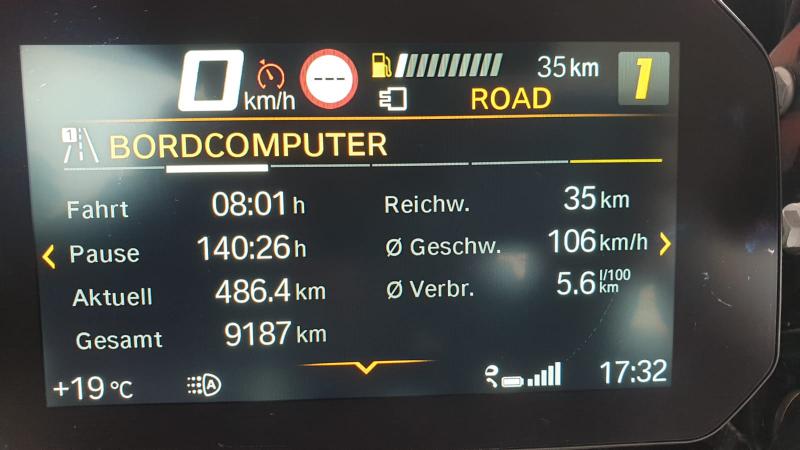 0 km/h --- 35 km 1
ROAD
1 BORDCOMPUTER
Fahrt 08:01 h Reichw. 35 km
Pause 140:26 h Ø Geschw. 106 km/h
Aktuell 486.4 km Ø Verbr. 5.6 l/100 km
Gesamt 9187 km
+19 °C A 17:32